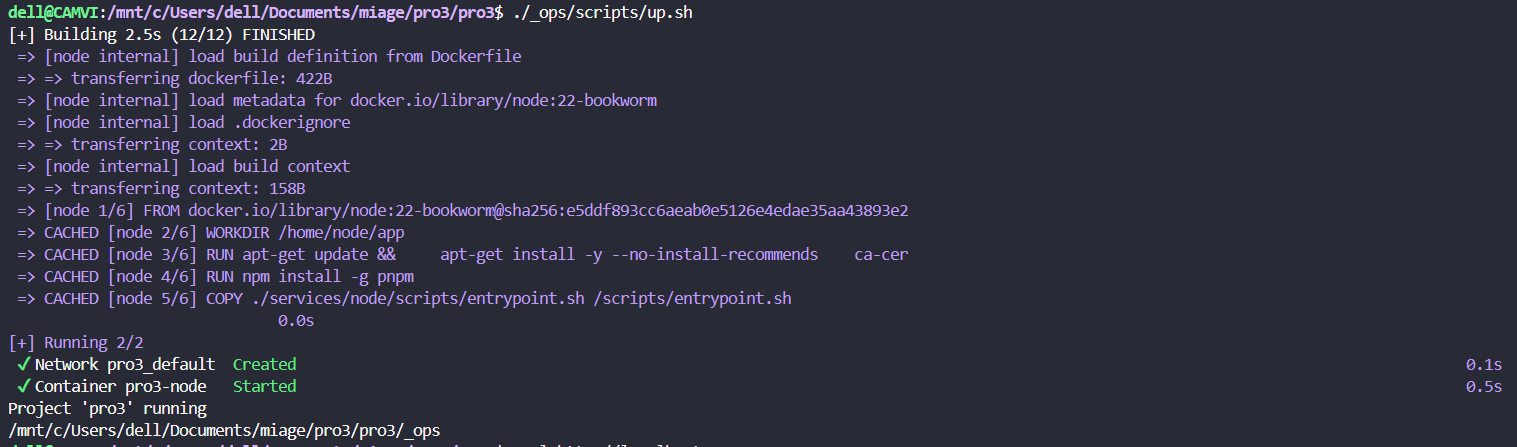 dell@CAMVI:/mnt/c/Users/dell/Documents/miage/pro3/pro3$ ./_ops/scripts/up.sh
[+] Building 2.5s (12/12) FINISHED
=> [node internal] load build definition from Dockerfile
=> => transferring dockerfile: 422B
=> [node internal] load metadata for docker.io/library/node:22-bookworm
=> [node internal] load .dockerignore
=> => transferring context: 2B
=> [node internal] load build context
=> => transferring context: 158B
=> [node 1/6] FROM docker.io/library/node:22-bookworm@sha256:e5ddf893cc6aeab0e5126e4edae35aa43893e2
=> CACHED [node 2/6] WORKDIR /home/node/app
=> CACHED [node 3/6] RUN apt-get update &&     apt-get install -y --no-install-recommends    ca-cer
=> CACHED [node 4/6] RUN npm install -g pnpm
=> CACHED [node 5/6] COPY ./services/node/scripts/entrypoint.sh /scripts/entrypoint.sh
0.0s
[+] Running 2/2
✓ Network pro3_default  Created 0.1s
✓ Container pro3-node   Started 0.5s
Project 'pro3' running
/mnt/c/Users/dell/Documents/miage/pro3/pro3/_ops